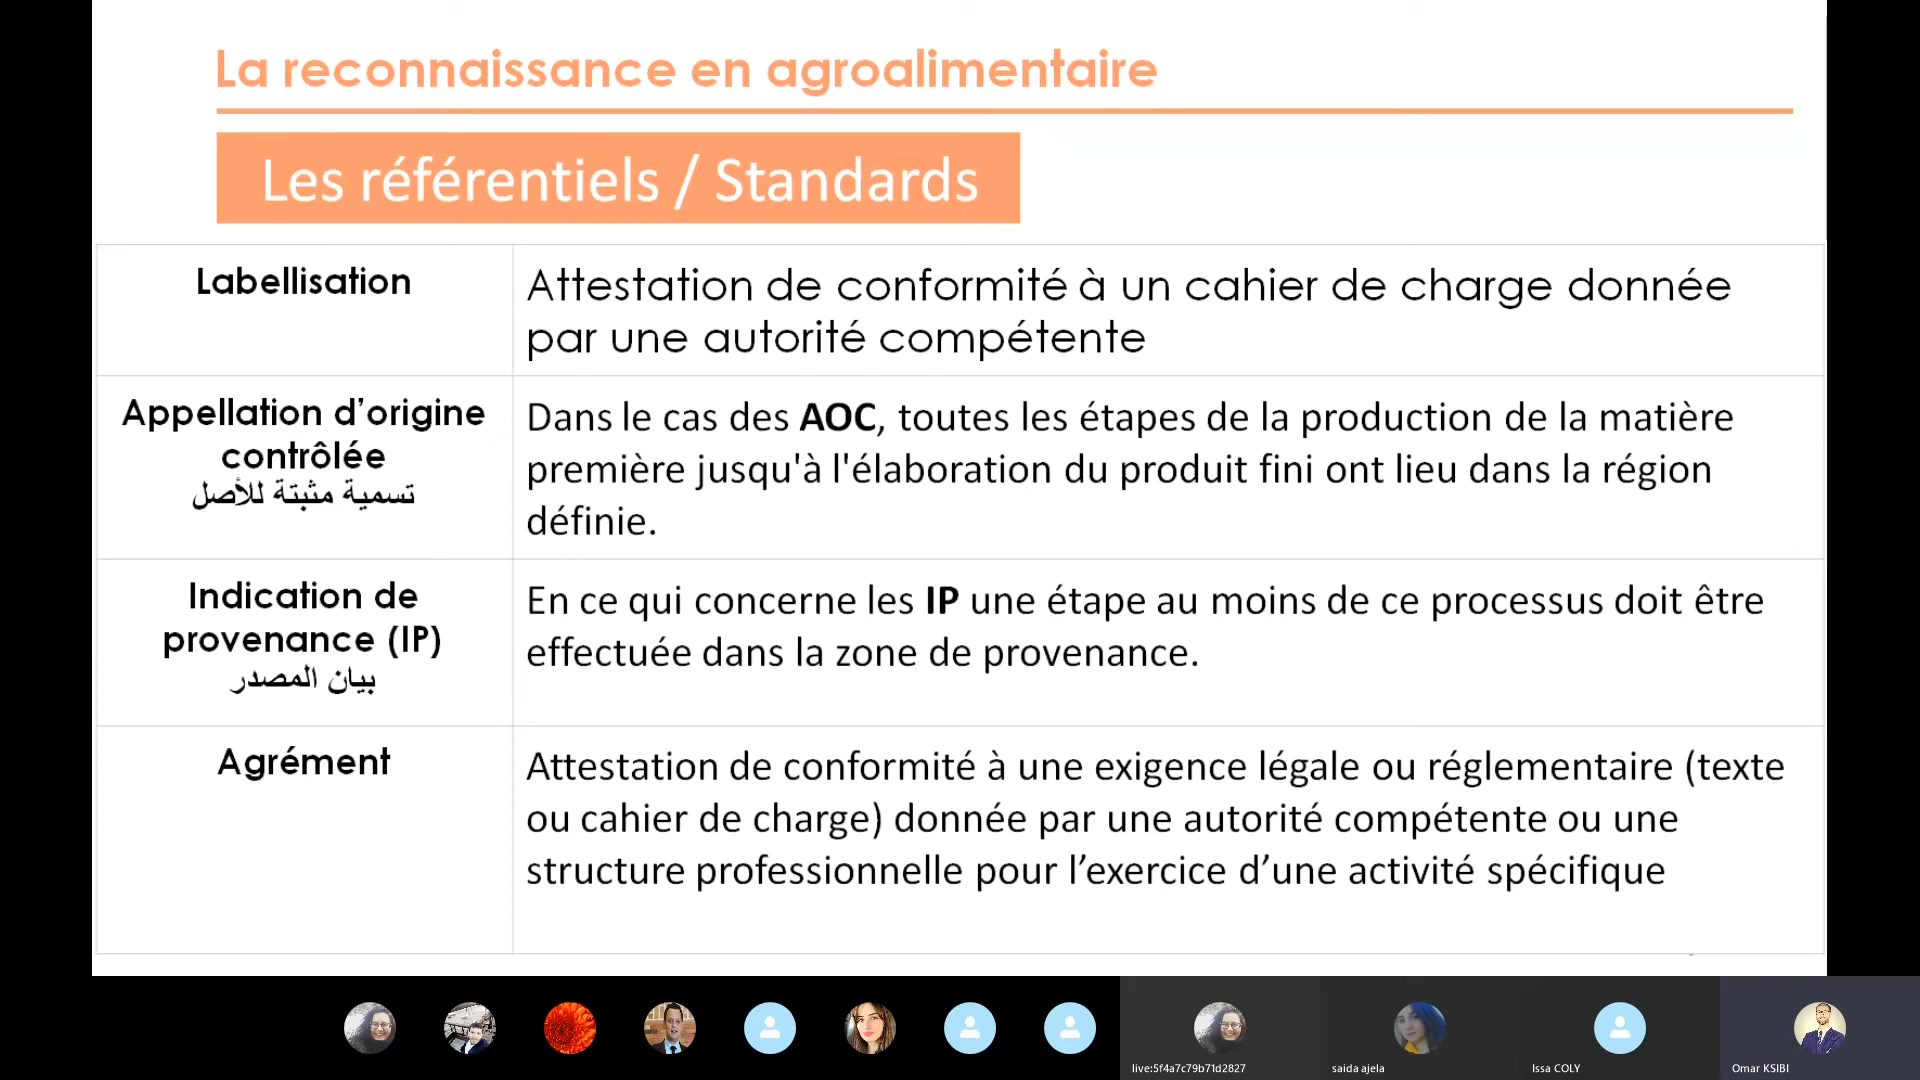 La reconnaissance en agroalimentaire
Les référentiels / Standards
Labellisation
Attestation de conformité à un cahier de charge donnée
par une autorité compétente
Appellation d’origine
contrôlée
تسمية مثبتة للأصل
Dans le cas des AOC, toutes les étapes de la production de la matière
première jusqu'à l'élaboration du produit fini ont lieu dans la région
définie.
Indication de
provenance (IP)
بيان المصدر
En ce qui concerne les IP une étape au moins de ce processus doit être
effectuée dans la zone de provenance.
Agrément
Attestation de conformité à une exigence légale ou réglementaire (texte
ou cahier de charge) donnée par une autorité compétente ou une
structure professionnelle pour l’exercice d’une activité spécifique
live:5f4a7c79b71d2827
saida ajela
Issa COLY
Omar KSIBI